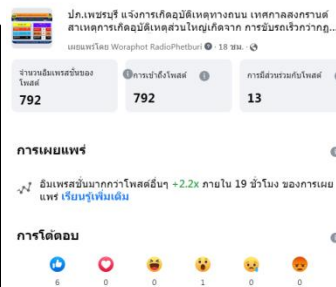 ปภ.เพชรบุรี แจ้งการเกิดอุบัติเหตุทางถนน เทศกาลสงกรานต์
สาเหตุการเกิดอุบัติเหตุส่วนใหญ่เกิดจาก การขับรถเร็วกว่ากฎ...
เผยแพร่โดย Woraphot RadioPhetburi · 18 ชม. ·
จำนวนอิมเพรสชั่นของ
โพสต์
792
การเข้าถึงโพสต์
792
การมีส่วนร่วมกับโพสต์
13
การเผยแพร่
อิมเพรสชั่นมากกว่าโพสต์อื่นๆ +2.2x ภายใน 19 ชั่วโมง ของการเผย
แพร่ เรียนรู้เพิ่มเติม
การโต้ตอบ
6 0 0 1 0 0